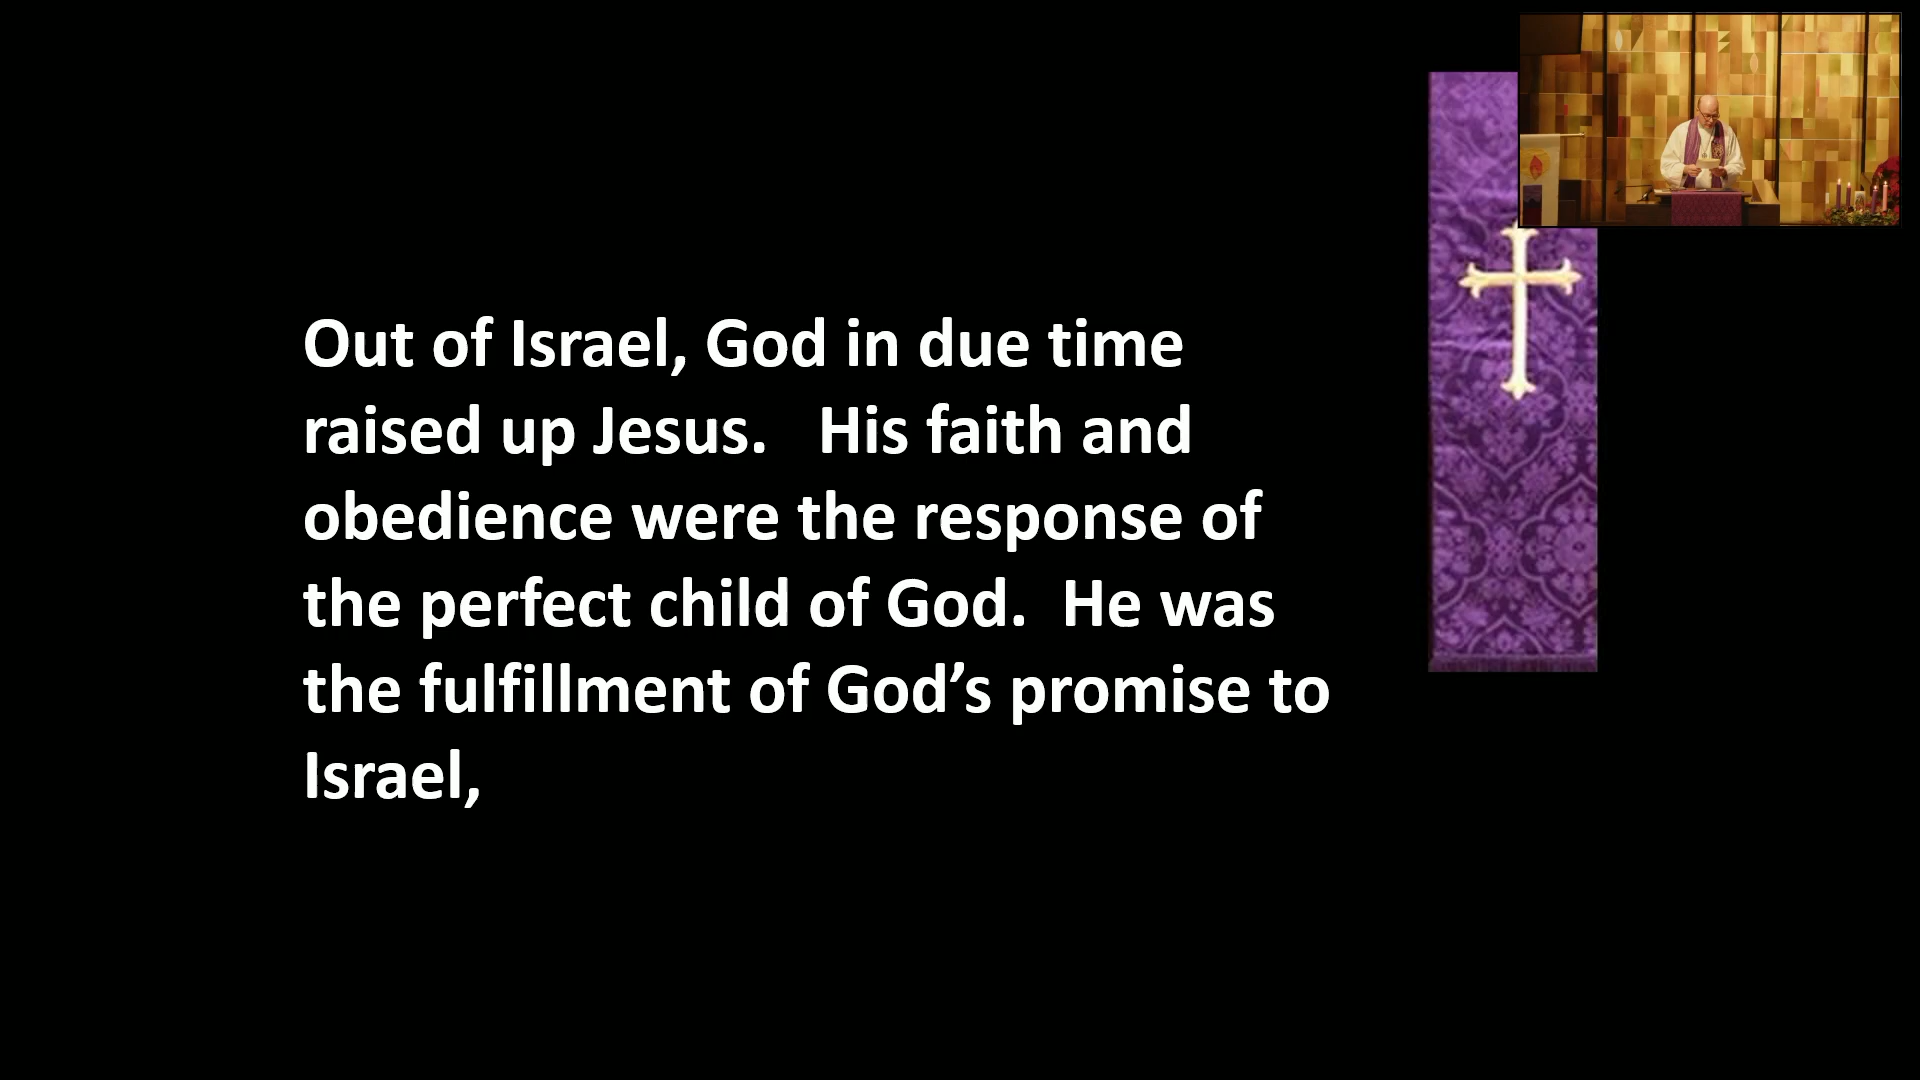 Out of Israel, God in due time
raised up Jesus.   His faith and
obedience were the response of
the perfect child of God.  He was
the fulfillment of God’s promise to
Israel,